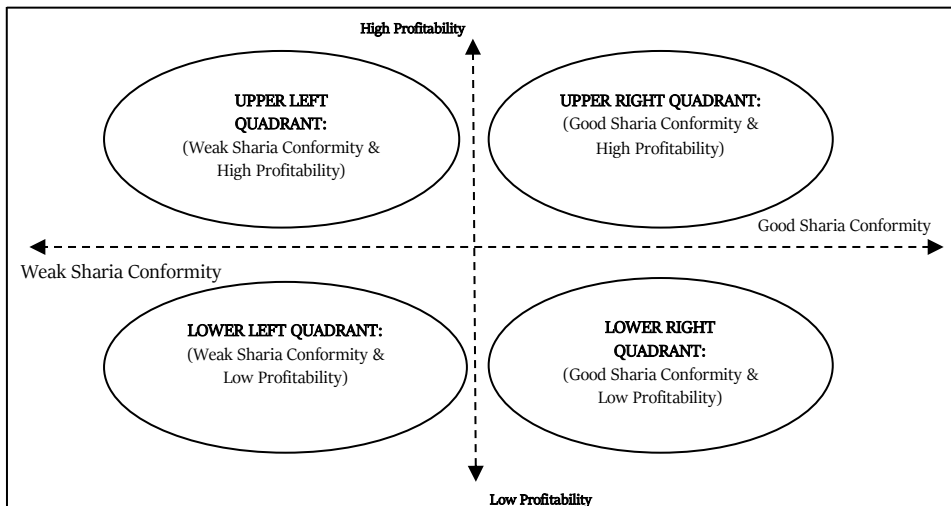 High Profitability
UPPER LEFT
QUADRANT:
(Weak Sharia Conformity &
High Profitability)
UPPER RIGHT QUADRANT:
(Good Sharia Conformity &
High Profitability)
Good Sharia Conformity
Weak Sharia Conformity
LOWER LEFT QUADRANT:
(Weak Sharia Conformity &
Low Profitability)
LOWER RIGHT
QUADRANT:
(Good Sharia Conformity &
Low Profitability)
Low Profitability